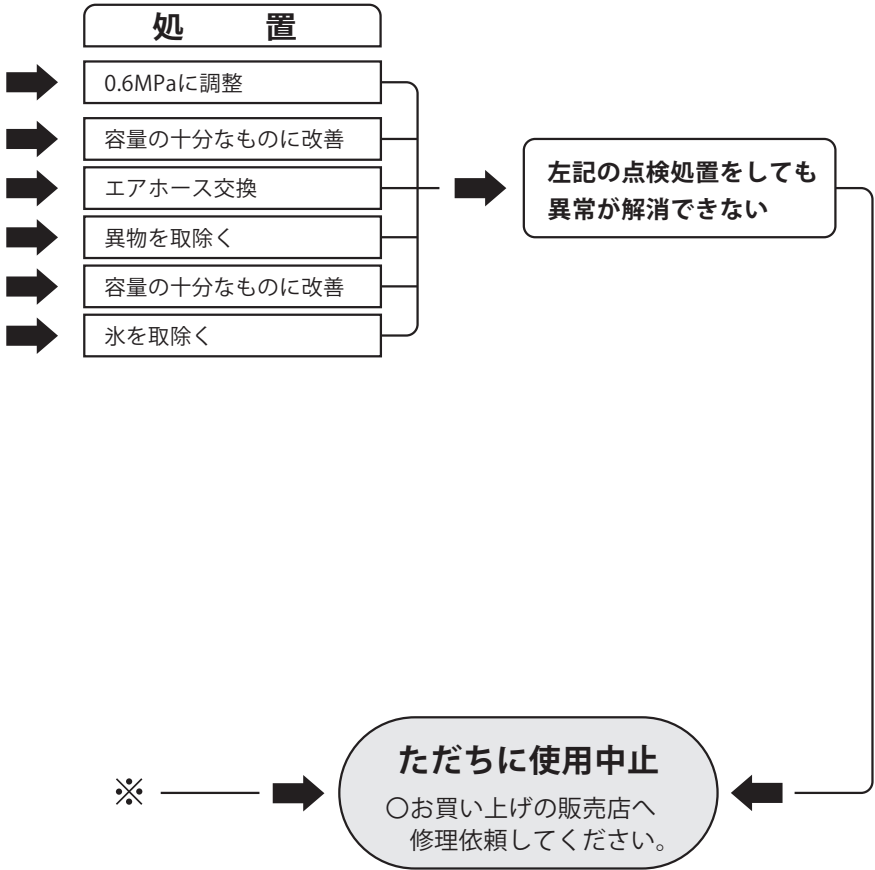 処 置
0.6MPaに調整
容量の十分なものに改善
エアホース交換
異物を取除く
容量の十分なものに改善
氷を取除く
左記の点検処置をしても
異常が解消できない
※
ただちに使用中止
○お買い上げの販売店へ
修理依頼してください。